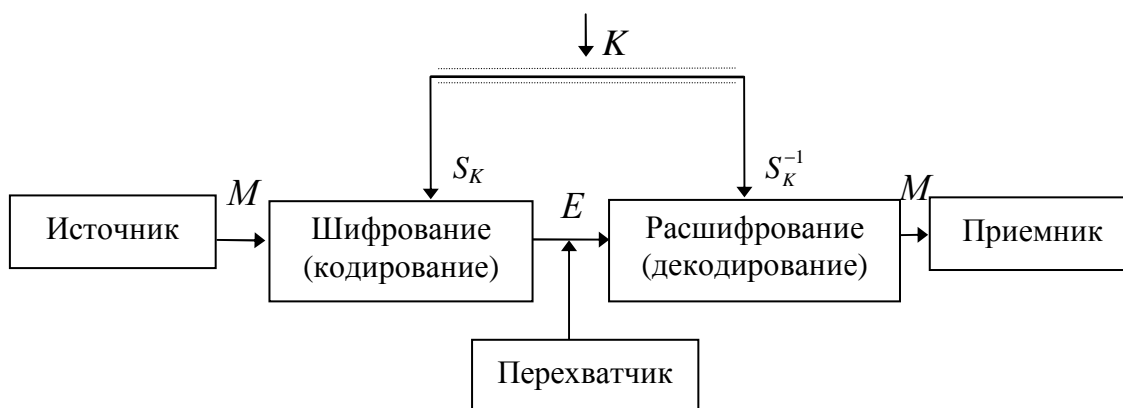 K
S_K
S_K^{-1}
M
E
M
Источник
Шифрование
(кодирование)
Расшифрование
(декодирование)
Приемник
Перехватчик